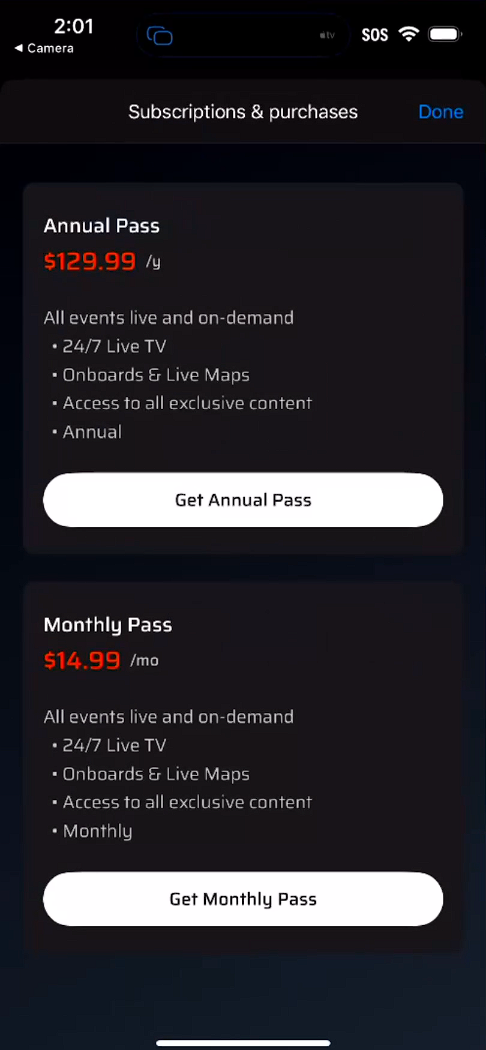 2:01
◀ Camera
tv
SOS
Subscriptions & purchases
Done
Annual Pass
$129.99 /y
All events live and on-demand
• 24/7 Live TV
• Onboards & Live Maps
• Access to all exclusive content
• Annual
Get Annual Pass
Monthly Pass
$14.99 /mo
All events live and on-demand
• 24/7 Live TV
• Onboards & Live Maps
• Access to all exclusive content
• Monthly
Get Monthly Pass